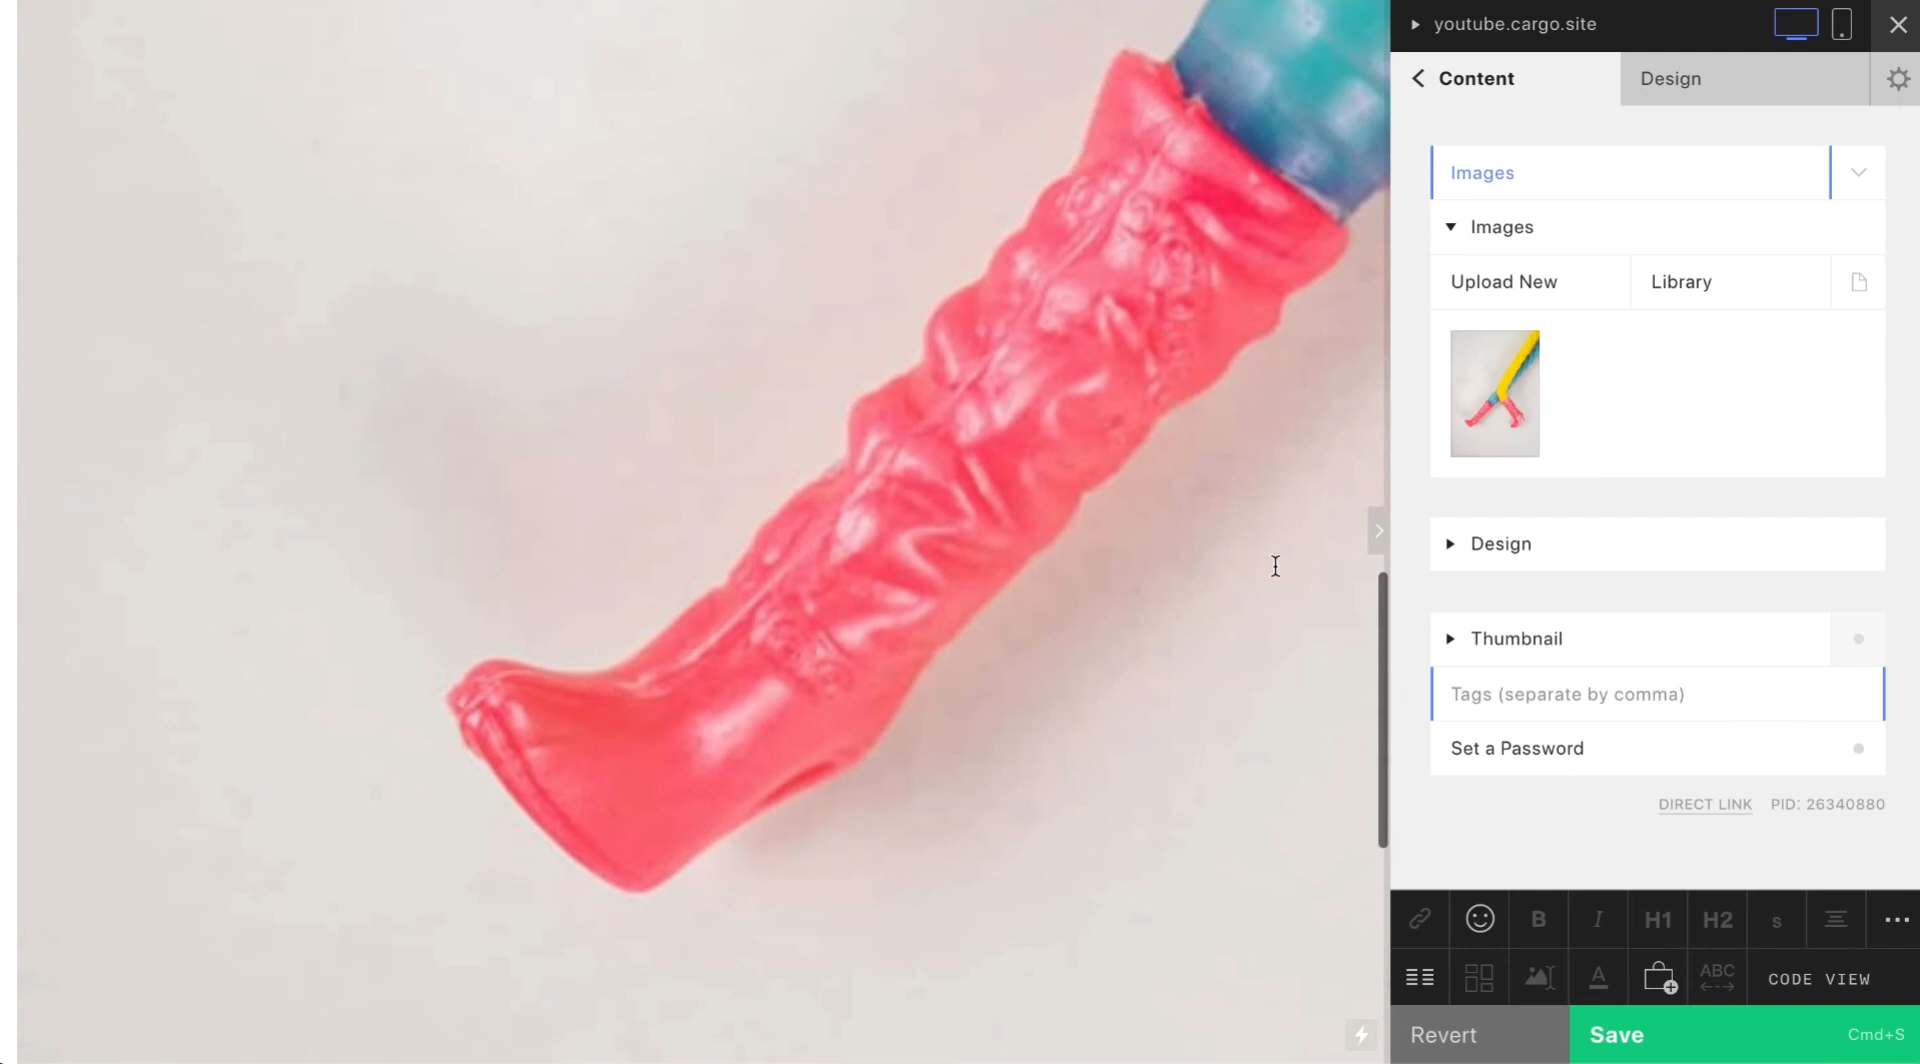 youtube.cargo.site
Content
Design
Images
Images
Upload New
Library
Design
Thumbnail
Tags (separate by comma)
Set a Password
DIRECT LINK PID: 26340880
B I H1 H2 s
A ABC CODE VIEW
Revert Save Cmd+S